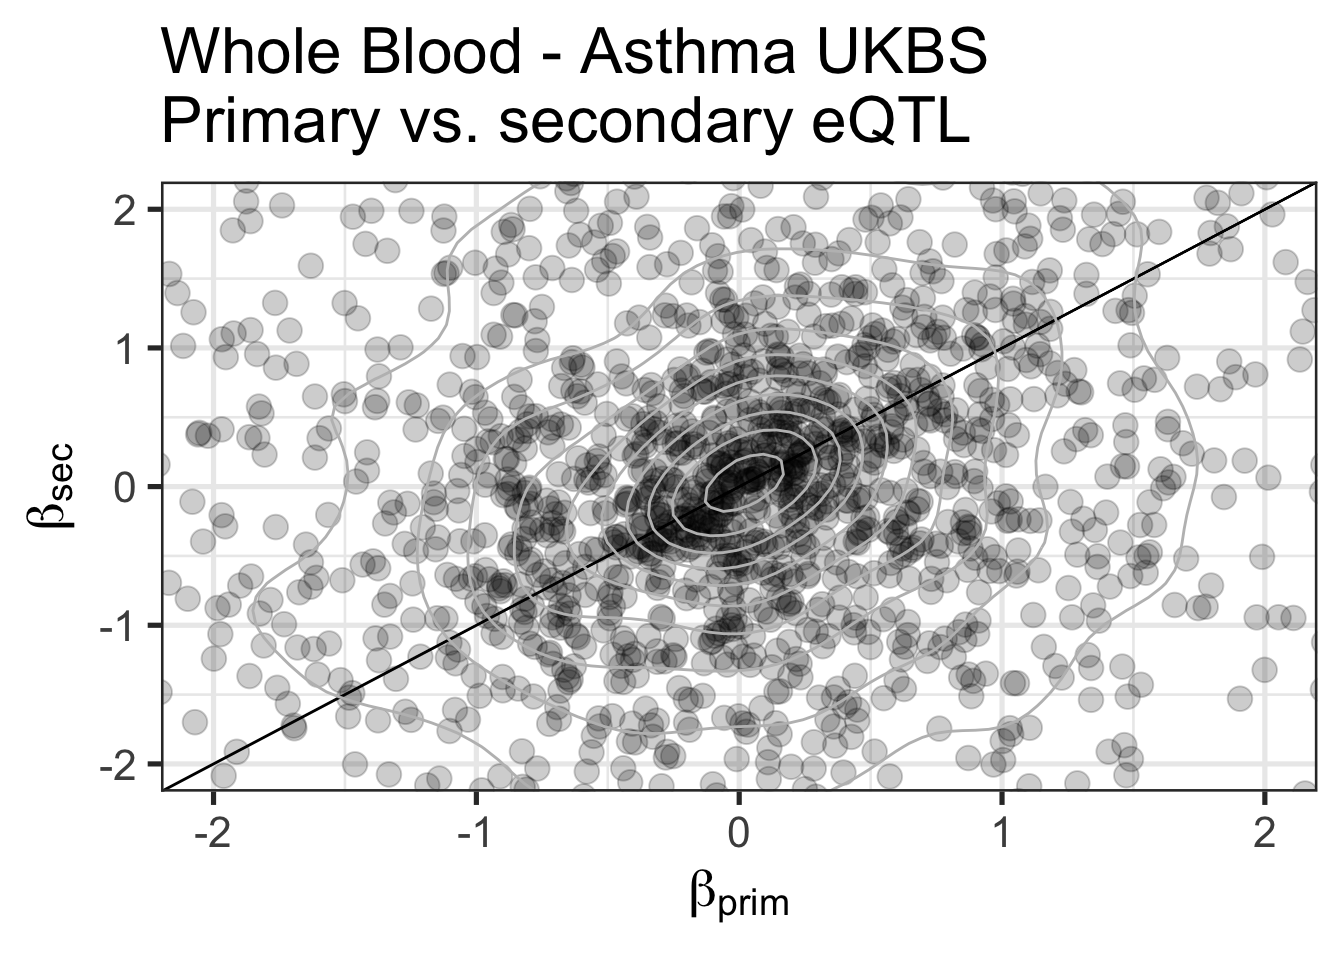 Whole Blood - Asthma UKBS
Primary vs. secondary eQTL
2
1
0
-1
-2
βsec
-2 -1 0 1 2
βprim